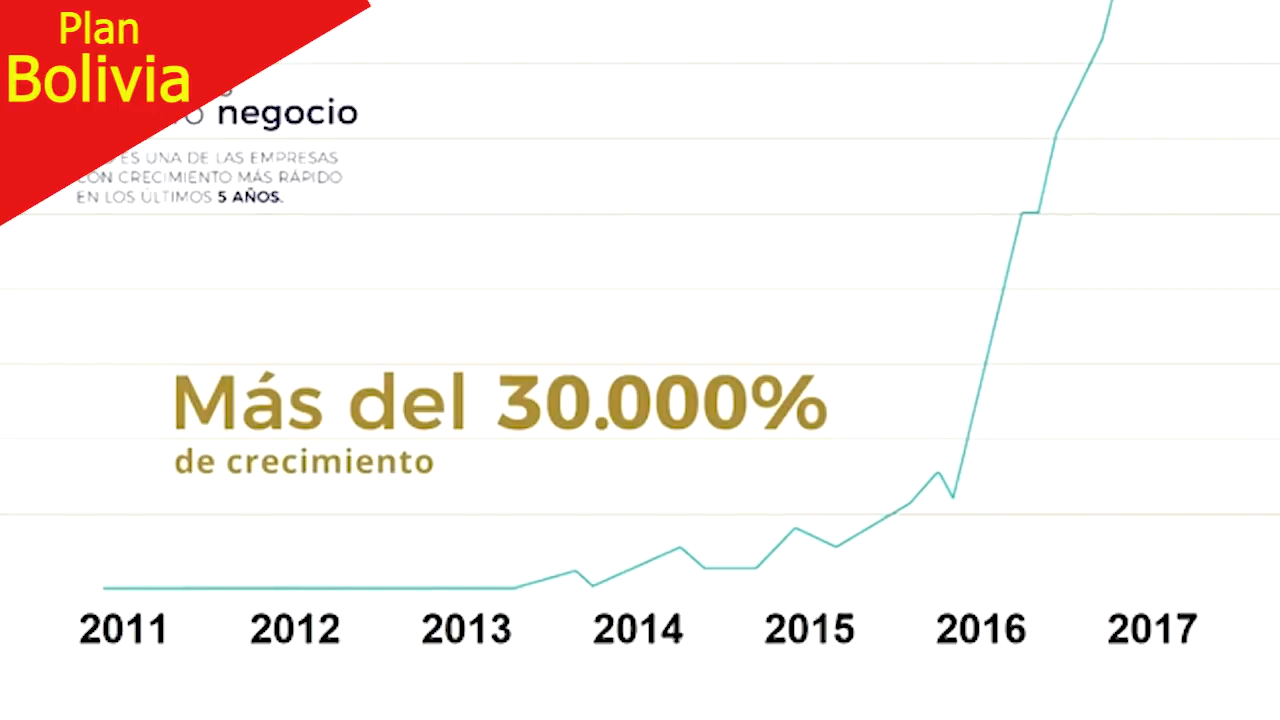 Plan
Bolivia
negocio
ES UNA DE LAS EMPRESAS
CON CRECIMIENTO MÁS RÁPIDO
EN LOS ÚLTIMOS 5 AÑOS.
Más del 30.000%
de crecimiento
2011 2012 2013 2014 2015 2016 2017